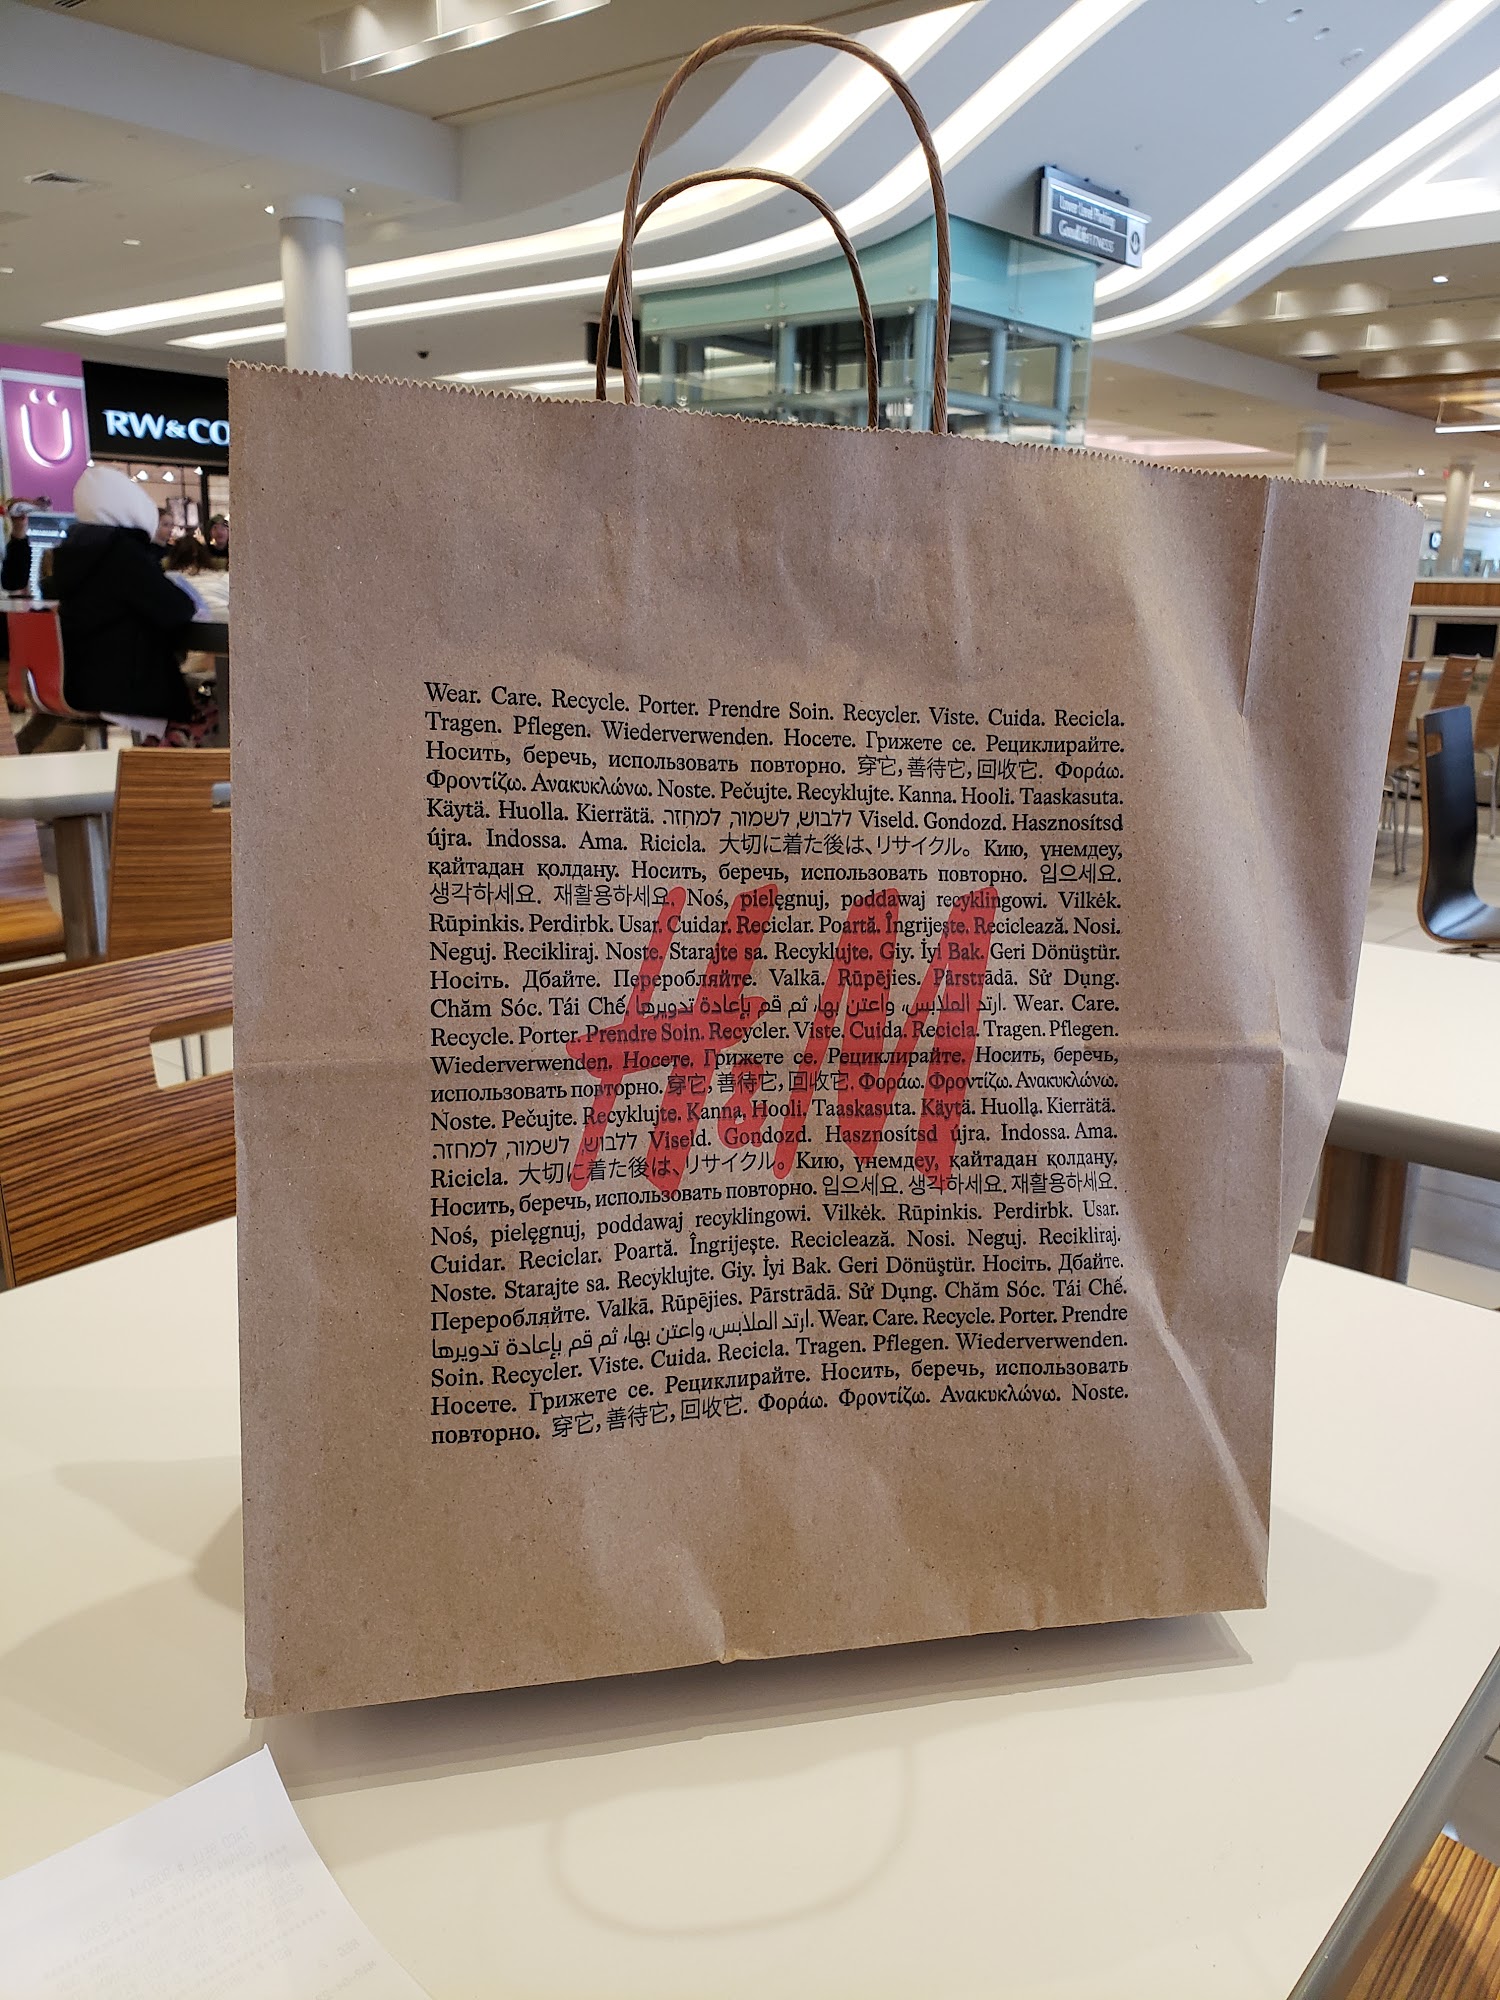 Lower Level Parking
GoodLife FITNESS
Ü
RW&CO
Wear. Care. Recycle. Porter. Prendre Soin. Recycler. Viste. Cuida. Recicla.
Tragen. Pflegen. Wiederverwenden. Носете. Грижете се. Рециклирайте.
Носить, беречь, использовать повторно. 穿它, 善待它, 回收它. Φοράω.
Φροντίζω. Ανακυκλώνω. Noste. Pečujte. Recyklujte. Kanna. Hooli. Taaskasuta.
Käytä. Huolla. Kierrätä. ללבוש, לשמור, למחזר. Viseld. Gondozd. Hasznosítsd
újra. Indossa. Ama. Ricicla. 大切に着た後は、リサイクル。 Кию, үнемдеу,
қайтадан қолдану. Носить, беречь, использовать повторно. 입으세요.
생각하세요. 재활용하세요. Noś, pielęgnuj, poddawaj recyklingowi. Vilkėk.
Rūpinkis. Perdirbk. Usar. Cuidar. Reciclar. Poartă. Îngrijește. Reciclează. Nosi.
Neguj. Recikliraj. Noste. Starajte sa. Recyklujte. Giy. İyi Bak. Geri Dönüştür.
Носіть. Дбайте. Переробляйте. Valkā. Rūpējies. Pārstrādā. Sử Dụng.
Chăm Sóc. Tái Chế. ارتد الملابس، واعتن بها، ثم قم بإعادة تدويرها. Wear. Care.
Recycle. Porter. Prendre Soin. Recycler. Viste. Cuida. Recicla. Tragen. Pflegen.
Wiederverwenden. Носете. Грижете се. Рециклирайте. Носить, беречь,
использовать повторно. 穿它, 善待它, 回收它. Φοράω. Φροντίζω. Ανακυκλώνω.
Noste. Pečujte. Recyklujte. Kanna. Hooli. Taaskasuta. Käytä. Huolla. Kierrätä.
ללבוש, לשמור, למחזר. Viseld. Gondozd. Hasznosítsd újra. Indossa. Ama.
Ricicla. 大切に着た後は、リサイクル。 Кию, үнемдеу, қайтадан қолдану.
Носить, беречь, использовать повторно. 입으세요. 생각하세요. 재활용하세요.
Noś, pielęgnuj, poddawaj recyklingowi. Vilkėk. Rūpinkis. Perdirbk. Usar.
Cuidar. Reciclar. Poartă. Îngrijește. Reciclează. Nosi. Neguj. Recikliraj.
Noste. Starajte sa. Recyklujte. Giy. İyi Bak. Geri Dönüştür. Носіть. Дбайте.
Переробляйте. Valkā. Rūpējies. Pārstrādā. Sử Dụng. Chăm Sóc. Tái Chế.
ارتد الملابس، واعتن بها، ثم قم بإعادة تدويرها. Wear. Care. Recycle. Porter. Prendre
Soin. Recycler. Viste. Cuida. Recicla. Tragen. Pflegen. Wiederverwenden.
Носете. Грижете се. Рециклирайте. Носить, беречь, использовать
повторно. 穿它, 善待它, 回收它. Φοράω. Φροντίζω. Ανακυκλώνω. Noste.
H&M